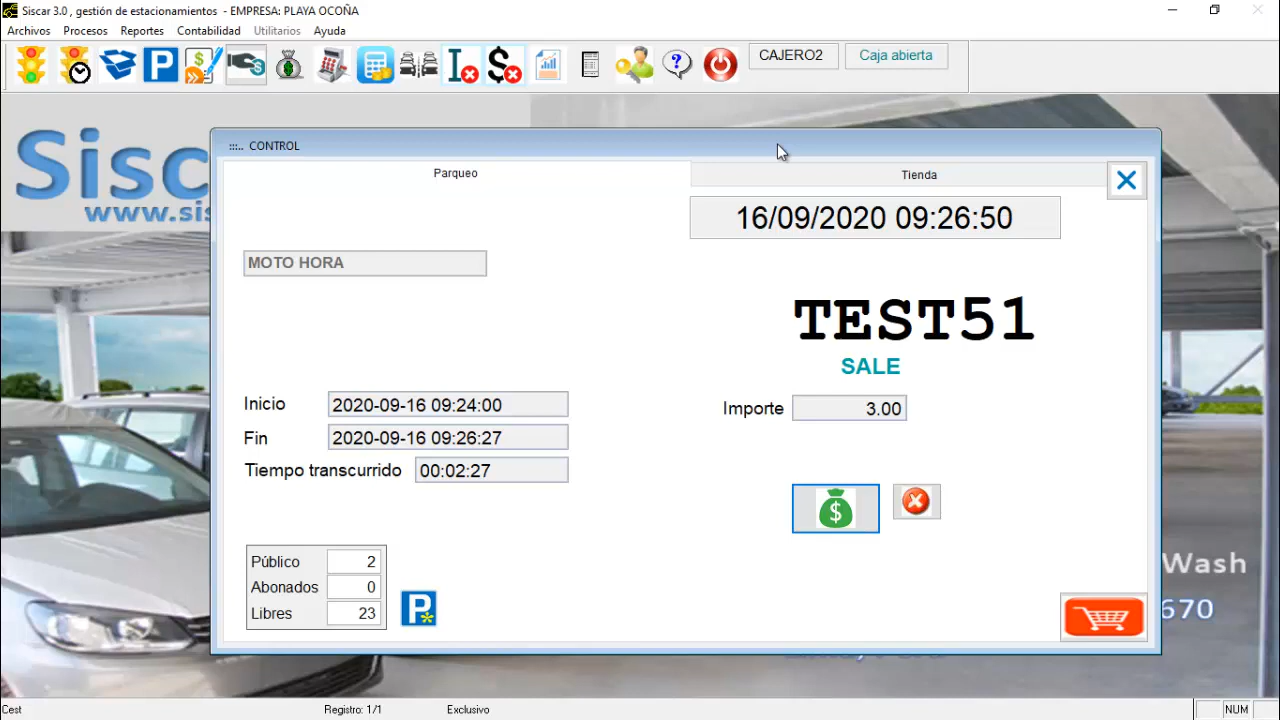 Siscar 3.0 , gestión de estacionamientos - EMPRESA: PLAYA OCOÑA
Archivos Procesos Reportes Contabilidad Utilitarios Ayuda
CAJERO2 Caja abierta
Sisc
www.sis
:::.. CONTROL
Parqueo Tienda
16/09/2020 09:26:50
MOTO HORA
TEST51
SALE
Inicio 2020-09-16 09:24:00
Importe 3.00
Fin 2020-09-16 09:26:27
Tiempo transcurrido 00:02:27
Público 2
Abonados 0
Libres 23
Wash
670
Cest Registro: 1/1 Exclusivo NUM